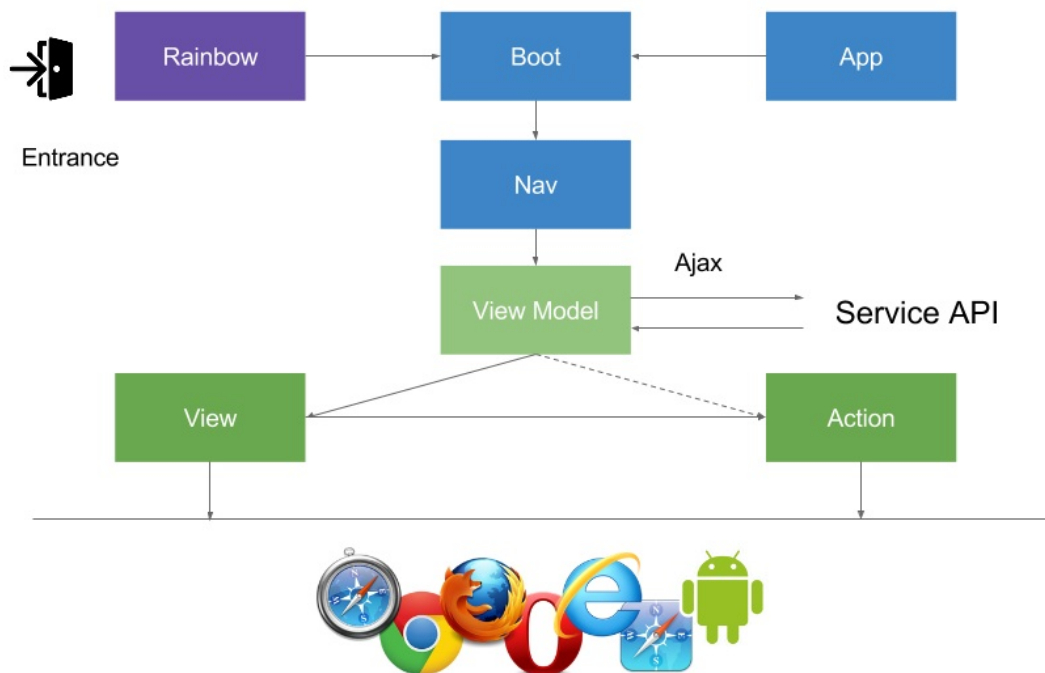 Rainbow
Boot
App
Entrance
Nav
Ajax
View Model
Service API
View
Action